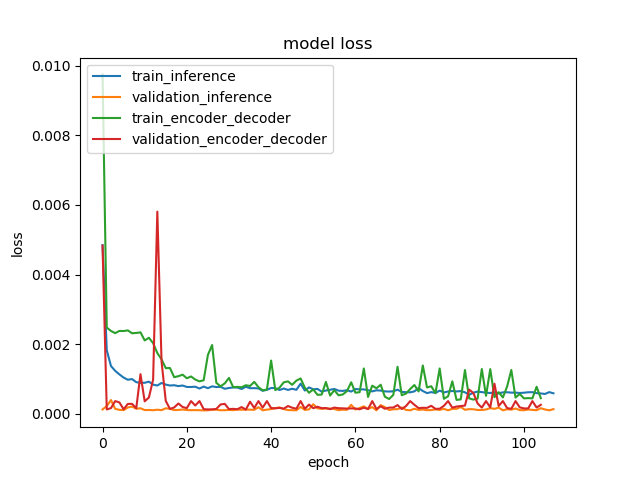 model loss
train_inference
validation_inference
train_encoder_decoder
validation_encoder_decoder
0.010
0.008
0.006
0.004
0.002
0.000
loss
0 20 40 60 80 100
epoch